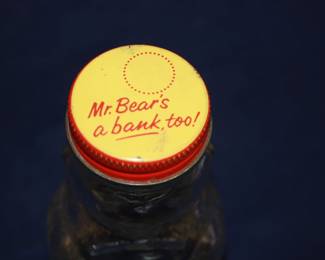 Mr. Bear's
a bank, too!